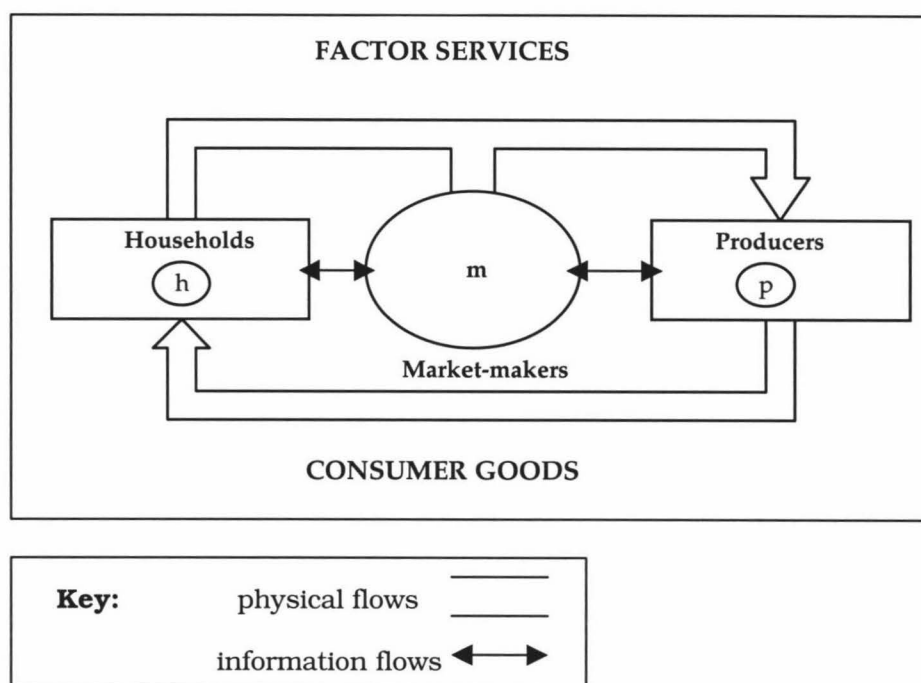 FACTOR SERVICES
Households
h
m
Producers
p
Market-makers
CONSUMER GOODS
Key:
physical flows
information flows